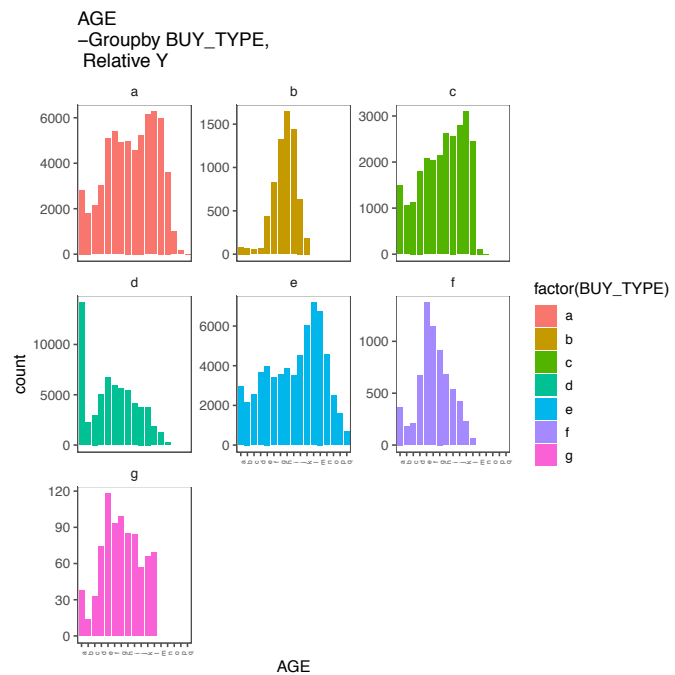 AGE
−Groupby BUY_TYPE,
Relative Y
a
b
c
6000
4000
2000
0
1500
1000
500
0
3000
2000
1000
0
d
e
f
10000
5000
0
6000
4000
2000
0
1000
500
0
a b c d e f g h i j k l m n o p q
a b c d e f g h i j k l m n o p q
g
120
90
60
30
0
a b c d e f g h i j k l m n o p q
count
AGE
factor(BUY_TYPE)
a
b
c
d
e
f
g